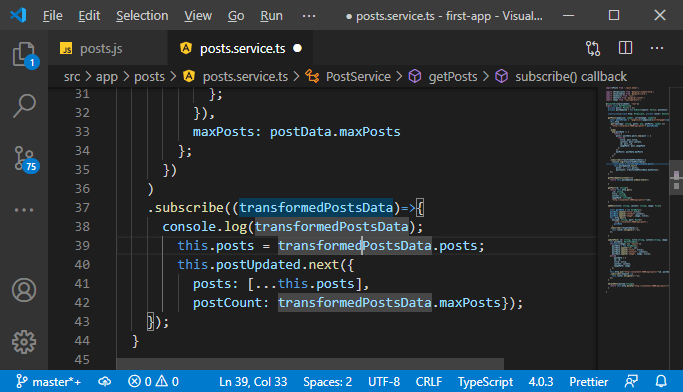 File Edit Selection View Go Run ··· posts.service.ts - first-app - Visual...
JS posts.js
posts.service.ts ●
src > app > posts > posts.service.ts > PostService > getPosts > subscribe() callback
1
75
31 };
32 }),
33 maxPosts: postData.maxPosts
34 };
35 })
36 )
37 .subscribe((transformedPostsData)=>{
38 console.log(transformedPostsData);
39 this.posts = transformedPostsData.posts;
40 this.postUpdated.next({
41 posts: [...this.posts],
42 postCount: transformedPostsData.maxPosts});
43 });
44 }
45
master*+ 0 0 Ln 39, Col 33 Spaces: 2 UTF-8 CRLF TypeScript 4.0.3 Prettier